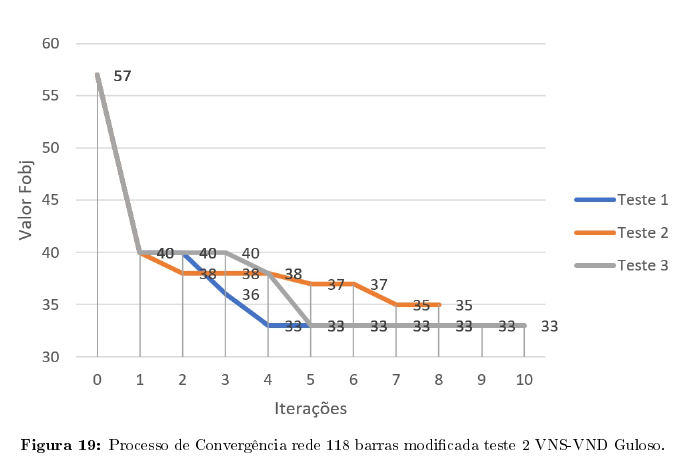 60
57
55
50
Valor Fobj
45
Teste 1
Teste 2
40
40 40 40
Teste 3
38 38 38
37 37
36
35
35 35
33 33 33 33 33 33 33
30
0 1 2 3 4 5 6 7 8 9 10
Iterações
Figura 19: Processo de Convergência rede 118 barras modificada teste 2 VNS-VND Guloso.